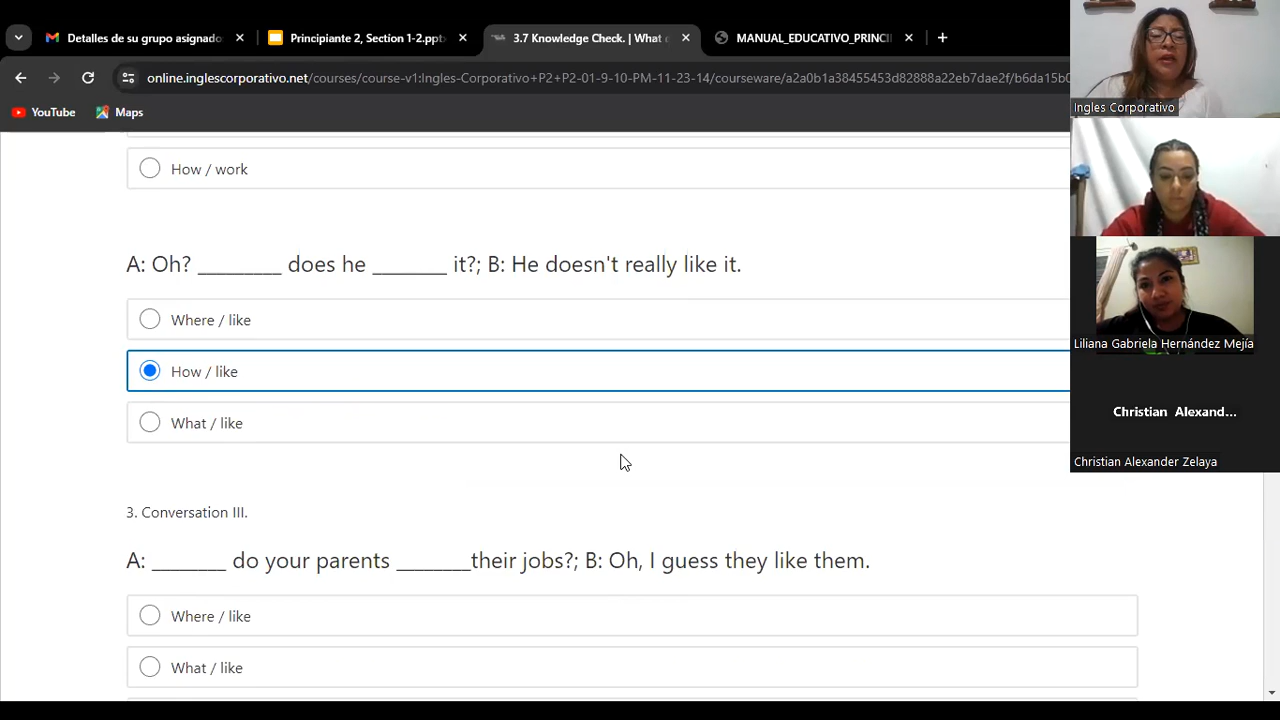 Detalles de su grupo asignado
Principiante 2, Section 1-2.ppt
3.7 Knowledge Check. | What
MANUAL_EDUCATIVO_PRINCI
online.inglescorporativo.net/courses/course-v1:Ingles-Corporativo+P2+P2-01-9-10-PM-11-23-14/courseware/a2a0b1a38455453d82888a22eb7dae2f/b6da15b0
YouTube
Maps
Ingles Corporativo
How / work
A: Oh? ________ does he _______ it?; B: He doesn't really like it.
Where / like
How / like
What / like
Liliana Gabriela Hernández Mejía
Christian Alexand...
Christian Alexander Zelaya
3. Conversation III.
A: _______ do your parents _______their jobs?; B: Oh, I guess they like them.
Where / like
What / like